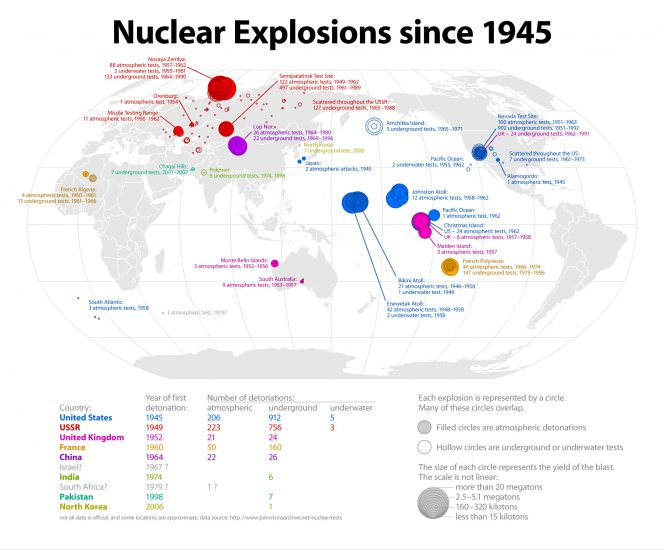 Nuclear Explosions since 1945
Novaya Zemlya:
88 atmospheric tests, 1957–1962
3 underwater tests, 1955–1961
133 underground tests, 1964–1990
Semipalatinsk Test Site:
122 atmospheric tests, 1949–1962
497 underground tests, 1961–1989
Orenburg:
1 atmospheric test, 1954
Missile Testing Range:
11 atmospheric tests, 1956–1962
Scattered throughout the USSR:
127 underground tests, 1965–1988
Lop Nor:
26 atmospheric tests, 1964–1980
22 underground tests, 1969–1996
North Korea:
1 underground test, 2006
Japan:
2 atmospheric attacks, 1945
Chagai Hills:
7 underground tests, 2001–2007
Pokhran:
6 underground tests, 1974, 1998
French Algeria:
4 atmospheric tests, 1960–1961
13 underground tests, 1961–1966
Amchitka Island:
3 underground tests, 1965–1971
Nevada Test Site:
100 atmospheric tests, 1951–1963
902 underground tests, 1951–1992
UK – 24 underground tests, 1962–1991
Pacific Ocean:
2 underwater tests, 1955, 1962
Scattered throughout the US:
7 underground tests, 1961–1973
Alamogordo:
1 atmospheric test, 1945
Johnston Atoll:
12 atmospheric tests, 1958–1962
Pacific Ocean:
1 atmospheric test, 1962
Christmas Island:
US – 24 atmospheric tests, 1962
UK – 6 atmospheric tests, 1957–1958
Malden Island:
3 atmospheric tests, 1957
Monte Bello Islands:
3 atmospheric tests, 1952–1956
South Australia:
9 atmospheric tests, 1953–1957
French Polynesia:
46 atmospheric tests, 1966–1974
147 underground tests, 1975–1996
Bikini Atoll:
21 atmospheric tests, 1946–1958
1 underwater test, 1946
Enewetak Atoll:
42 atmospheric tests, 1948–1958
2 underwater tests, 1958
South Atlantic:
3 atmospheric tests, 1958
1 atmospheric test, 1979?
Year of first Number of detonations:
Country: detonation: atmospheric underground underwater
United States 1945 206 912 5
USSR 1949 223 756 3
United Kingdom 1952 21 24
France 1960 50 160
China 1964 22 26
Israel? 1967 ?
India 1974 6
South Africa? 1979 ? 1 ?
Pakistan 1998 7
North Korea 2006 1
not all data is official, and some locations are approximate, data source: http://www.johnstonsarchive.net/nuclear/tests
Each explosion is represented by a circle.
Many of these circles overlap.
Filled circles are atmospheric detonations
Hollow circles are underground or underwater tests
The size of each circle represents the yield of the blast.
The scale is not linear:
more than 20 megatons
2.5–5.1 megatons
160–320 kilotons
less than 15 kilotons